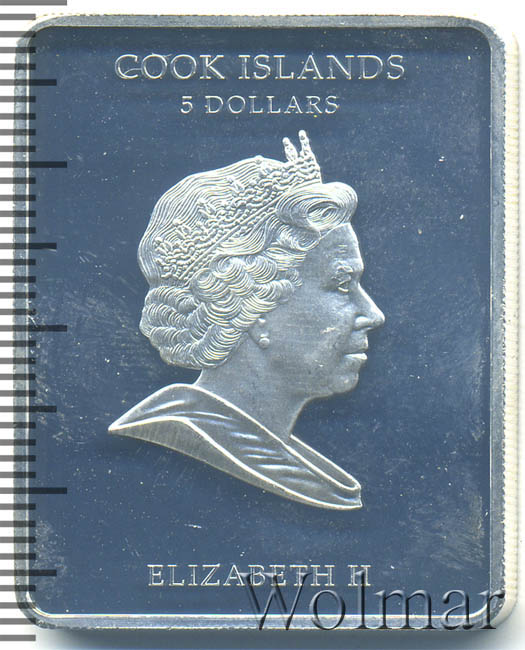 COOK ISLANDS
5 DOLLARS
ELIZABETH II
Wolmar